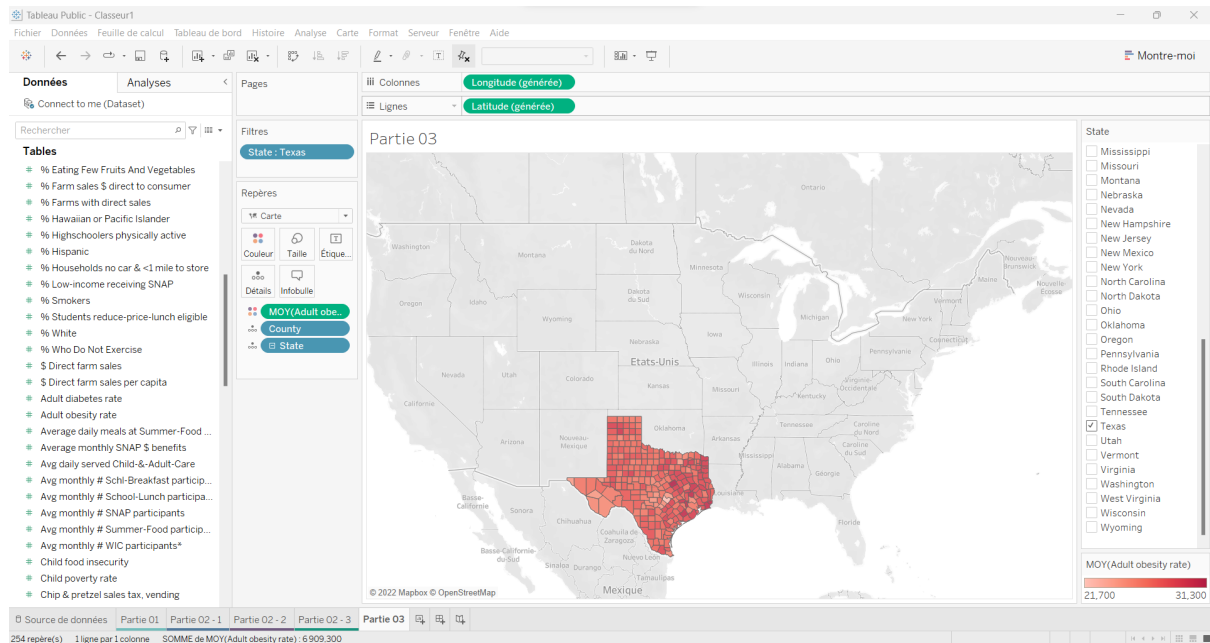 Tableau Public - Classeur1
Fichier Données Feuille de calcul Tableau de bord Histoire Analyse Carte Format Serveur Fenêtre Aide
Montre-moi
Données
Analyses
Connect to me (Dataset)
Rechercher
Tables
% Eating Few Fruits And Vegetables
% Farm sales $ direct to consumer
% Farms with direct sales
% Hawaiian or Pacific Islander
% Highschoolers physically active
% Hispanic
% Households no car & <1 mile to store
% Low-income receiving SNAP
% Smokers
% Students reduce-price-lunch eligible
% White
% Who Do Not Exercise
$ Direct farm sales
$ Direct farm sales per capita
Adult diabetes rate
Adult obesity rate
Average daily meals at Summer-Food ...
Average monthly SNAP $ benefits
Avg daily served Child-&-Adult-Care
Avg monthly # Schl-Breakfast particip...
Avg monthly # School-Lunch participa...
Avg monthly # SNAP participants
Avg monthly # Summer-Food particip...
Avg monthly # WIC participants*
Child food insecurity
Child poverty rate
Chip & pretzel sales tax, vending
Pages
Filtres
State : Texas
Repères
Carte
Couleur
Taille
Étique...
Détails
Infobulle
MOY(Adult obe..
County
State
Colonnes
Longitude (générée)
Lignes
Latitude (générée)
Partie 03
Ontario
Washington
Montana
Dakota
du Nord
Minnesota
Nouveau-
Brunswick
Maine
Nouvelle-
Écosse
Oregon
Idaho
Dakota
du Sud
Wisconsin
Vermont
Wyoming
Michigan
New York
Iowa
Connecticut
Nebraska
Pennsylvanie
Etats-Unis
Illinois
Indiana
Ohio
Nevada
Utah
Colorado
Kansas
Missouri
Virginie-
Occidentale
Kentucky
Californie
Tennessee
Caroline
du Nord
Oklahoma
Arkansas
Arizona
Nouveau-
Mexique
Caroline
du Sud
Mississippi
Alabama
Géorgie
Louisiane
Basse-
Californie
Sonora
Chihuahua
Floride
Coahuila de
Zaragoza
Basse-Californie-
du-Sud
Nuevo León
Sinaloa
Durango
Tamaulipas
Mexique
© 2022 Mapbox © OpenStreetMap
State
Mississippi
Missouri
Montana
Nebraska
Nevada
New Hampshire
New Jersey
New Mexico
New York
North Carolina
North Dakota
Ohio
Oklahoma
Oregon
Pennsylvania
Rhode Island
South Carolina
South Dakota
Tennessee
Texas
Utah
Vermont
Virginia
Washington
West Virginia
Wisconsin
Wyoming
MOY(Adult obesity rate)
21,700 31,300
Source de données Partie 01 Partie 02 - 1 Partie 02 - 2 Partie 02 - 3 Partie 03
254 repère(s) 1 ligne par 1 colonne SOMME de MOY(Adult obesity rate) : 6 909,300